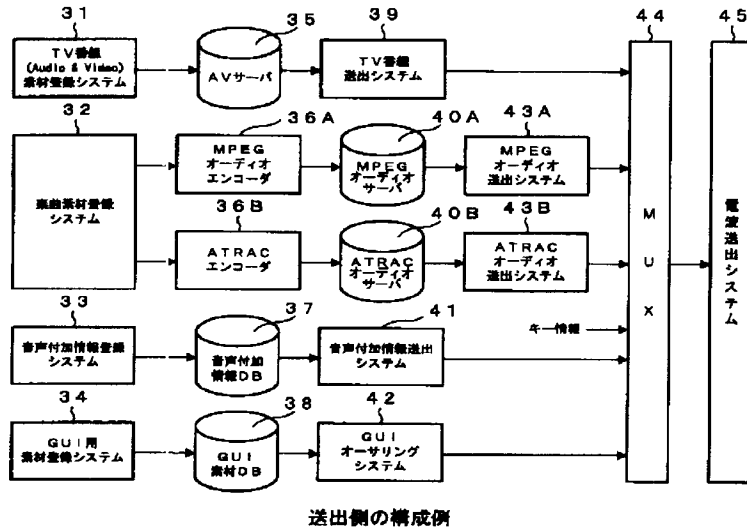 31
35
39
44
45
TV番組
(Audio & Video)
素材登録システム
AVサーバ
TV番組
送出システム
32
36A
40A
43A
楽曲素材登録
システム
MPEG
オーディオ
エンコーダ
MPEG
オーディオ
サーバ
MPEG
オーディオ
送出システム
36B
40B
43B
ATRAC
エンコーダ
ATRAC
オーディオ
サーバ
ATRAC
オーディオ
送出システム
MUX
電波送出システム
キー情報
33
37
41
音声付加情報登録
システム
音声付加
情報DB
音声付加情報送出
システム
34
38
42
GUI用
素材登録システム
GUI
素材DB
GUI
オーサリング
システム
送出側の構成例